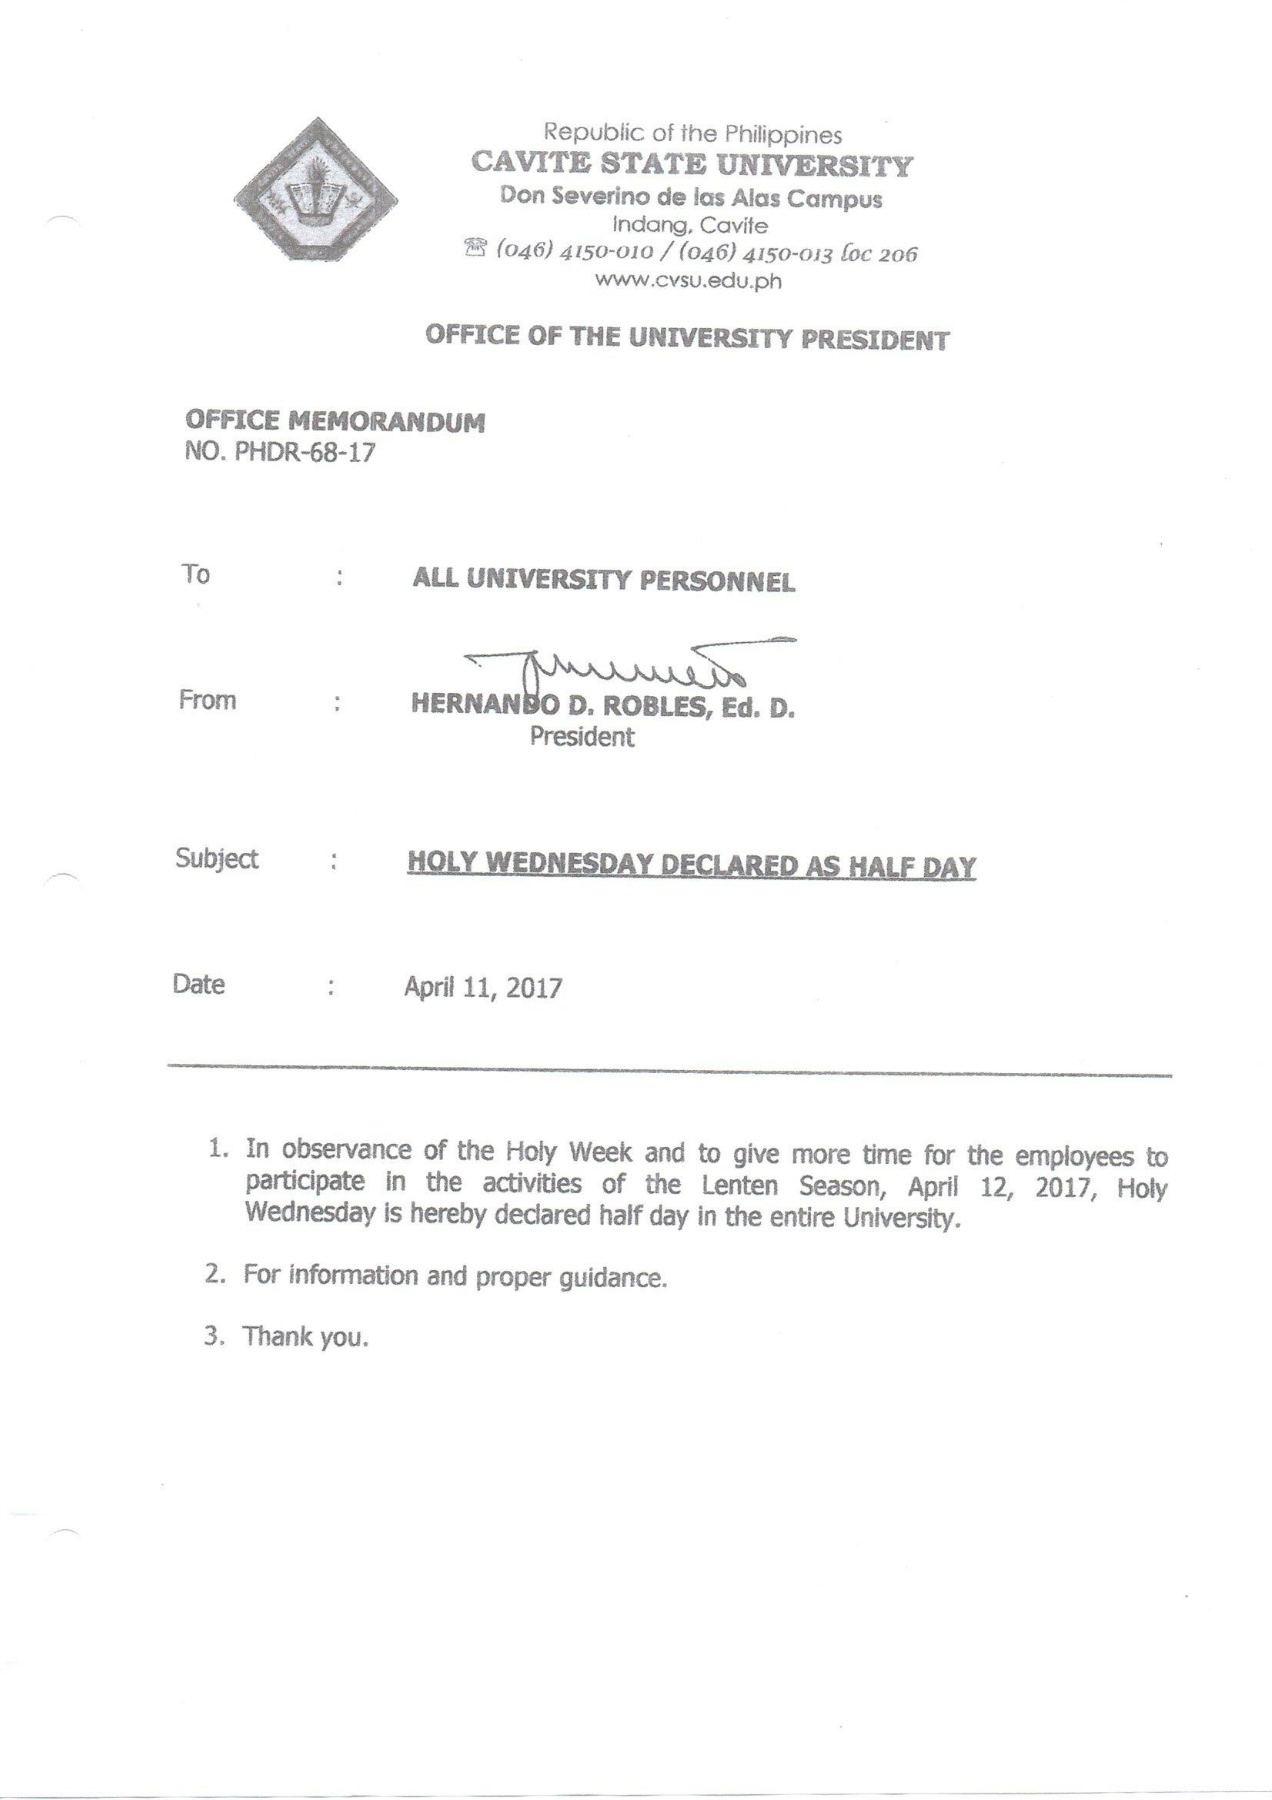 Republic of the Philippines
CAVITE STATE UNIVERSITY
Don Severino de las Alas Campus
Indang, Cavite
☏ (046) 4150-010 / (046) 4150-013 loc 206
www.cvsu.edu.ph
OFFICE OF THE UNIVERSITY PRESIDENT
OFFICE MEMORANDUM
NO. PHDR-68-17
To : ALL UNIVERSITY PERSONNEL
From : HERNANDO D. ROBLES, Ed. D.
President
Subject : HOLY WEDNESDAY DECLARED AS HALF DAY
Date : April 11, 2017
1. In observance of the Holy Week and to give more time for the employees to
participate in the activities of the Lenten Season, April 12, 2017, Holy
Wednesday is hereby declared half day in the entire University.
2. For information and proper guidance.
3. Thank you.